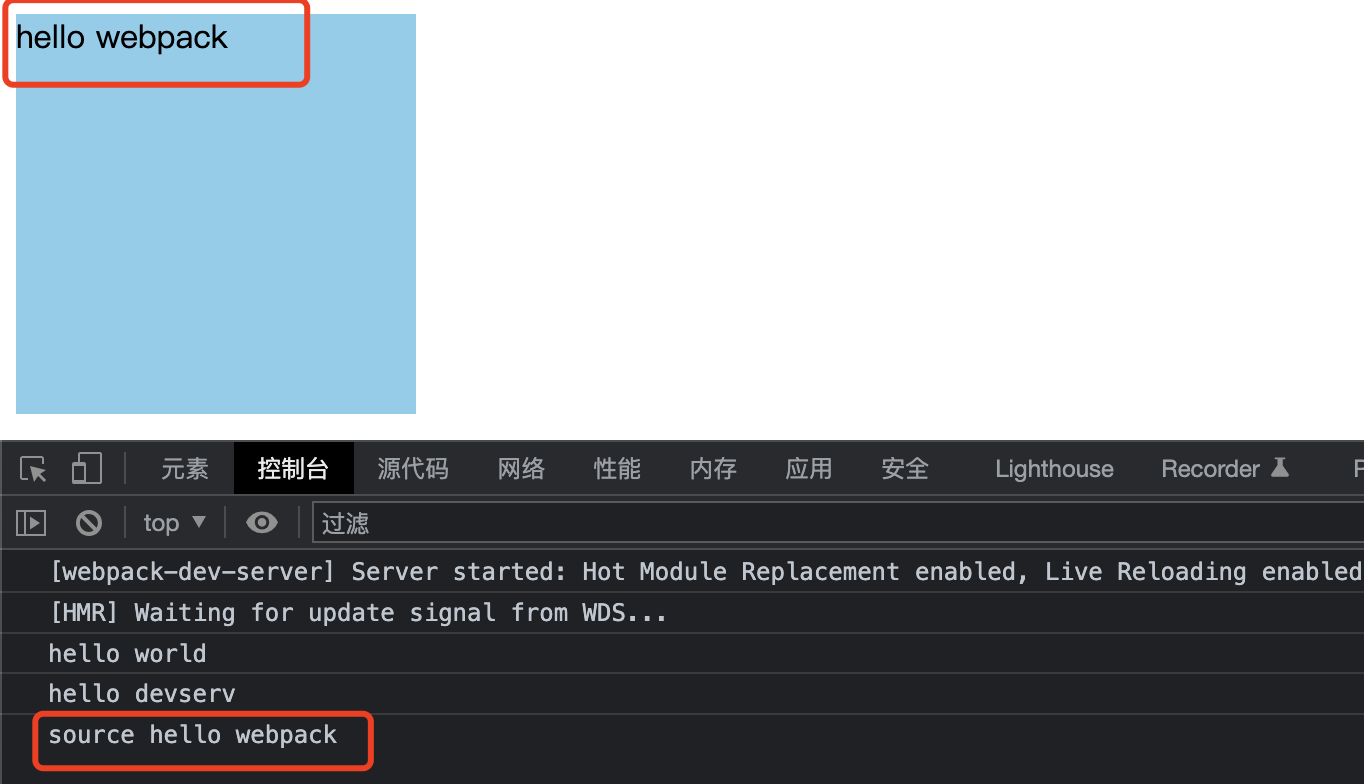 hello webpack
元素 控制台 源代码 网络 性能 内存 应用 安全 Lighthouse Recorder
top 过滤
[webpack-dev-server] Server started: Hot Module Replacement enabled, Live Reloading enabled
[HMR] Waiting for update signal from WDS...
hello world
hello devserv
source hello webpack